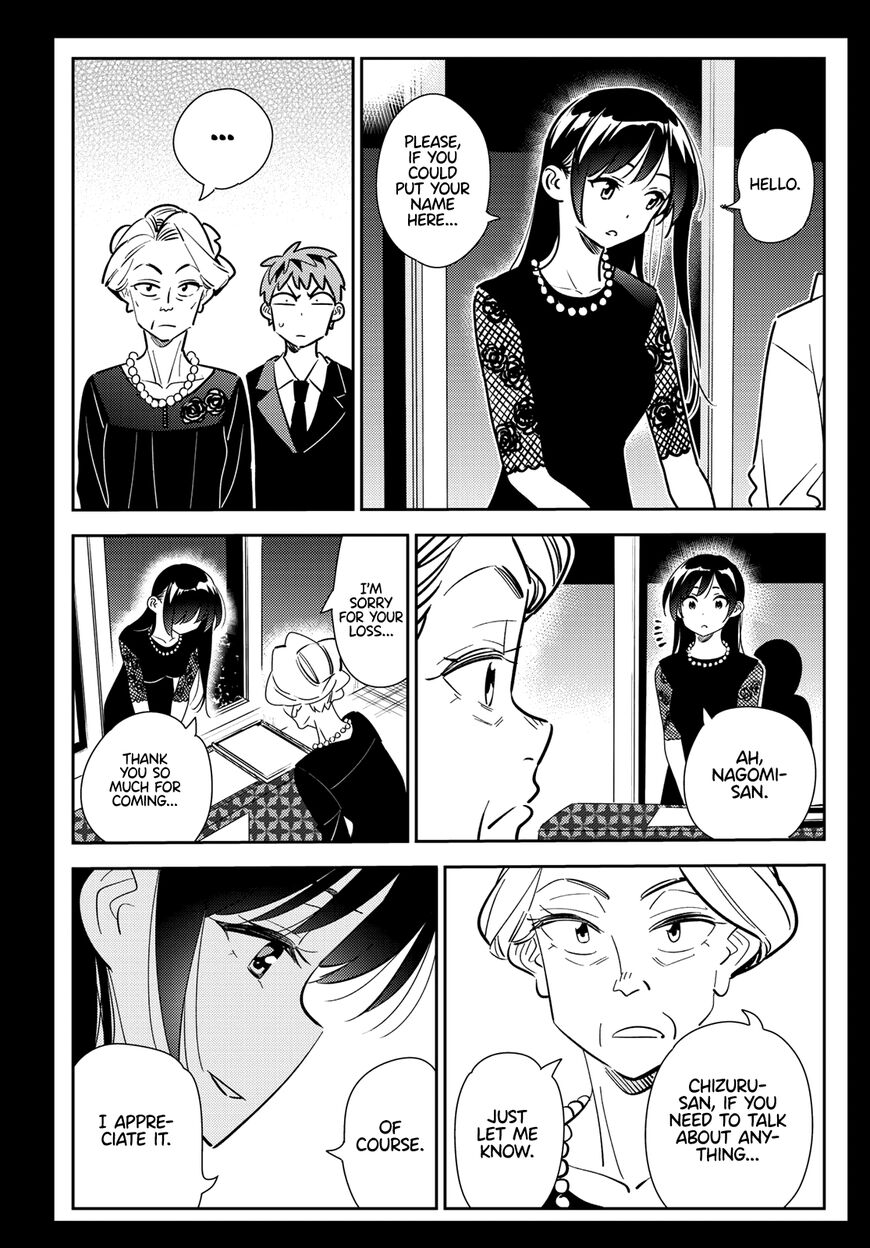 HELLO.
PLEASE,
IF YOU
COULD
PUT YOUR
NAME
HERE...
...
AH,
NAGOMI-
SAN.
I'M
SORRY
FOR YOUR
LOSS...
THANK
YOU SO
MUCH FOR
COMING...
CHIZURU-
SAN, IF YOU
NEED TO TALK
ABOUT ANY-
THING...
JUST
LET ME
KNOW.
OF
COURSE.
I APPRE-
CIATE IT.